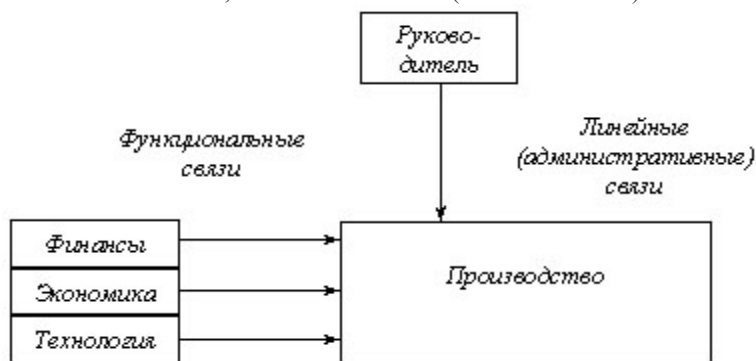 Руково-
дитель
Функциональные
связи
Линейные
(административные)
связи
Финансы
Экономика
Технология
Производство